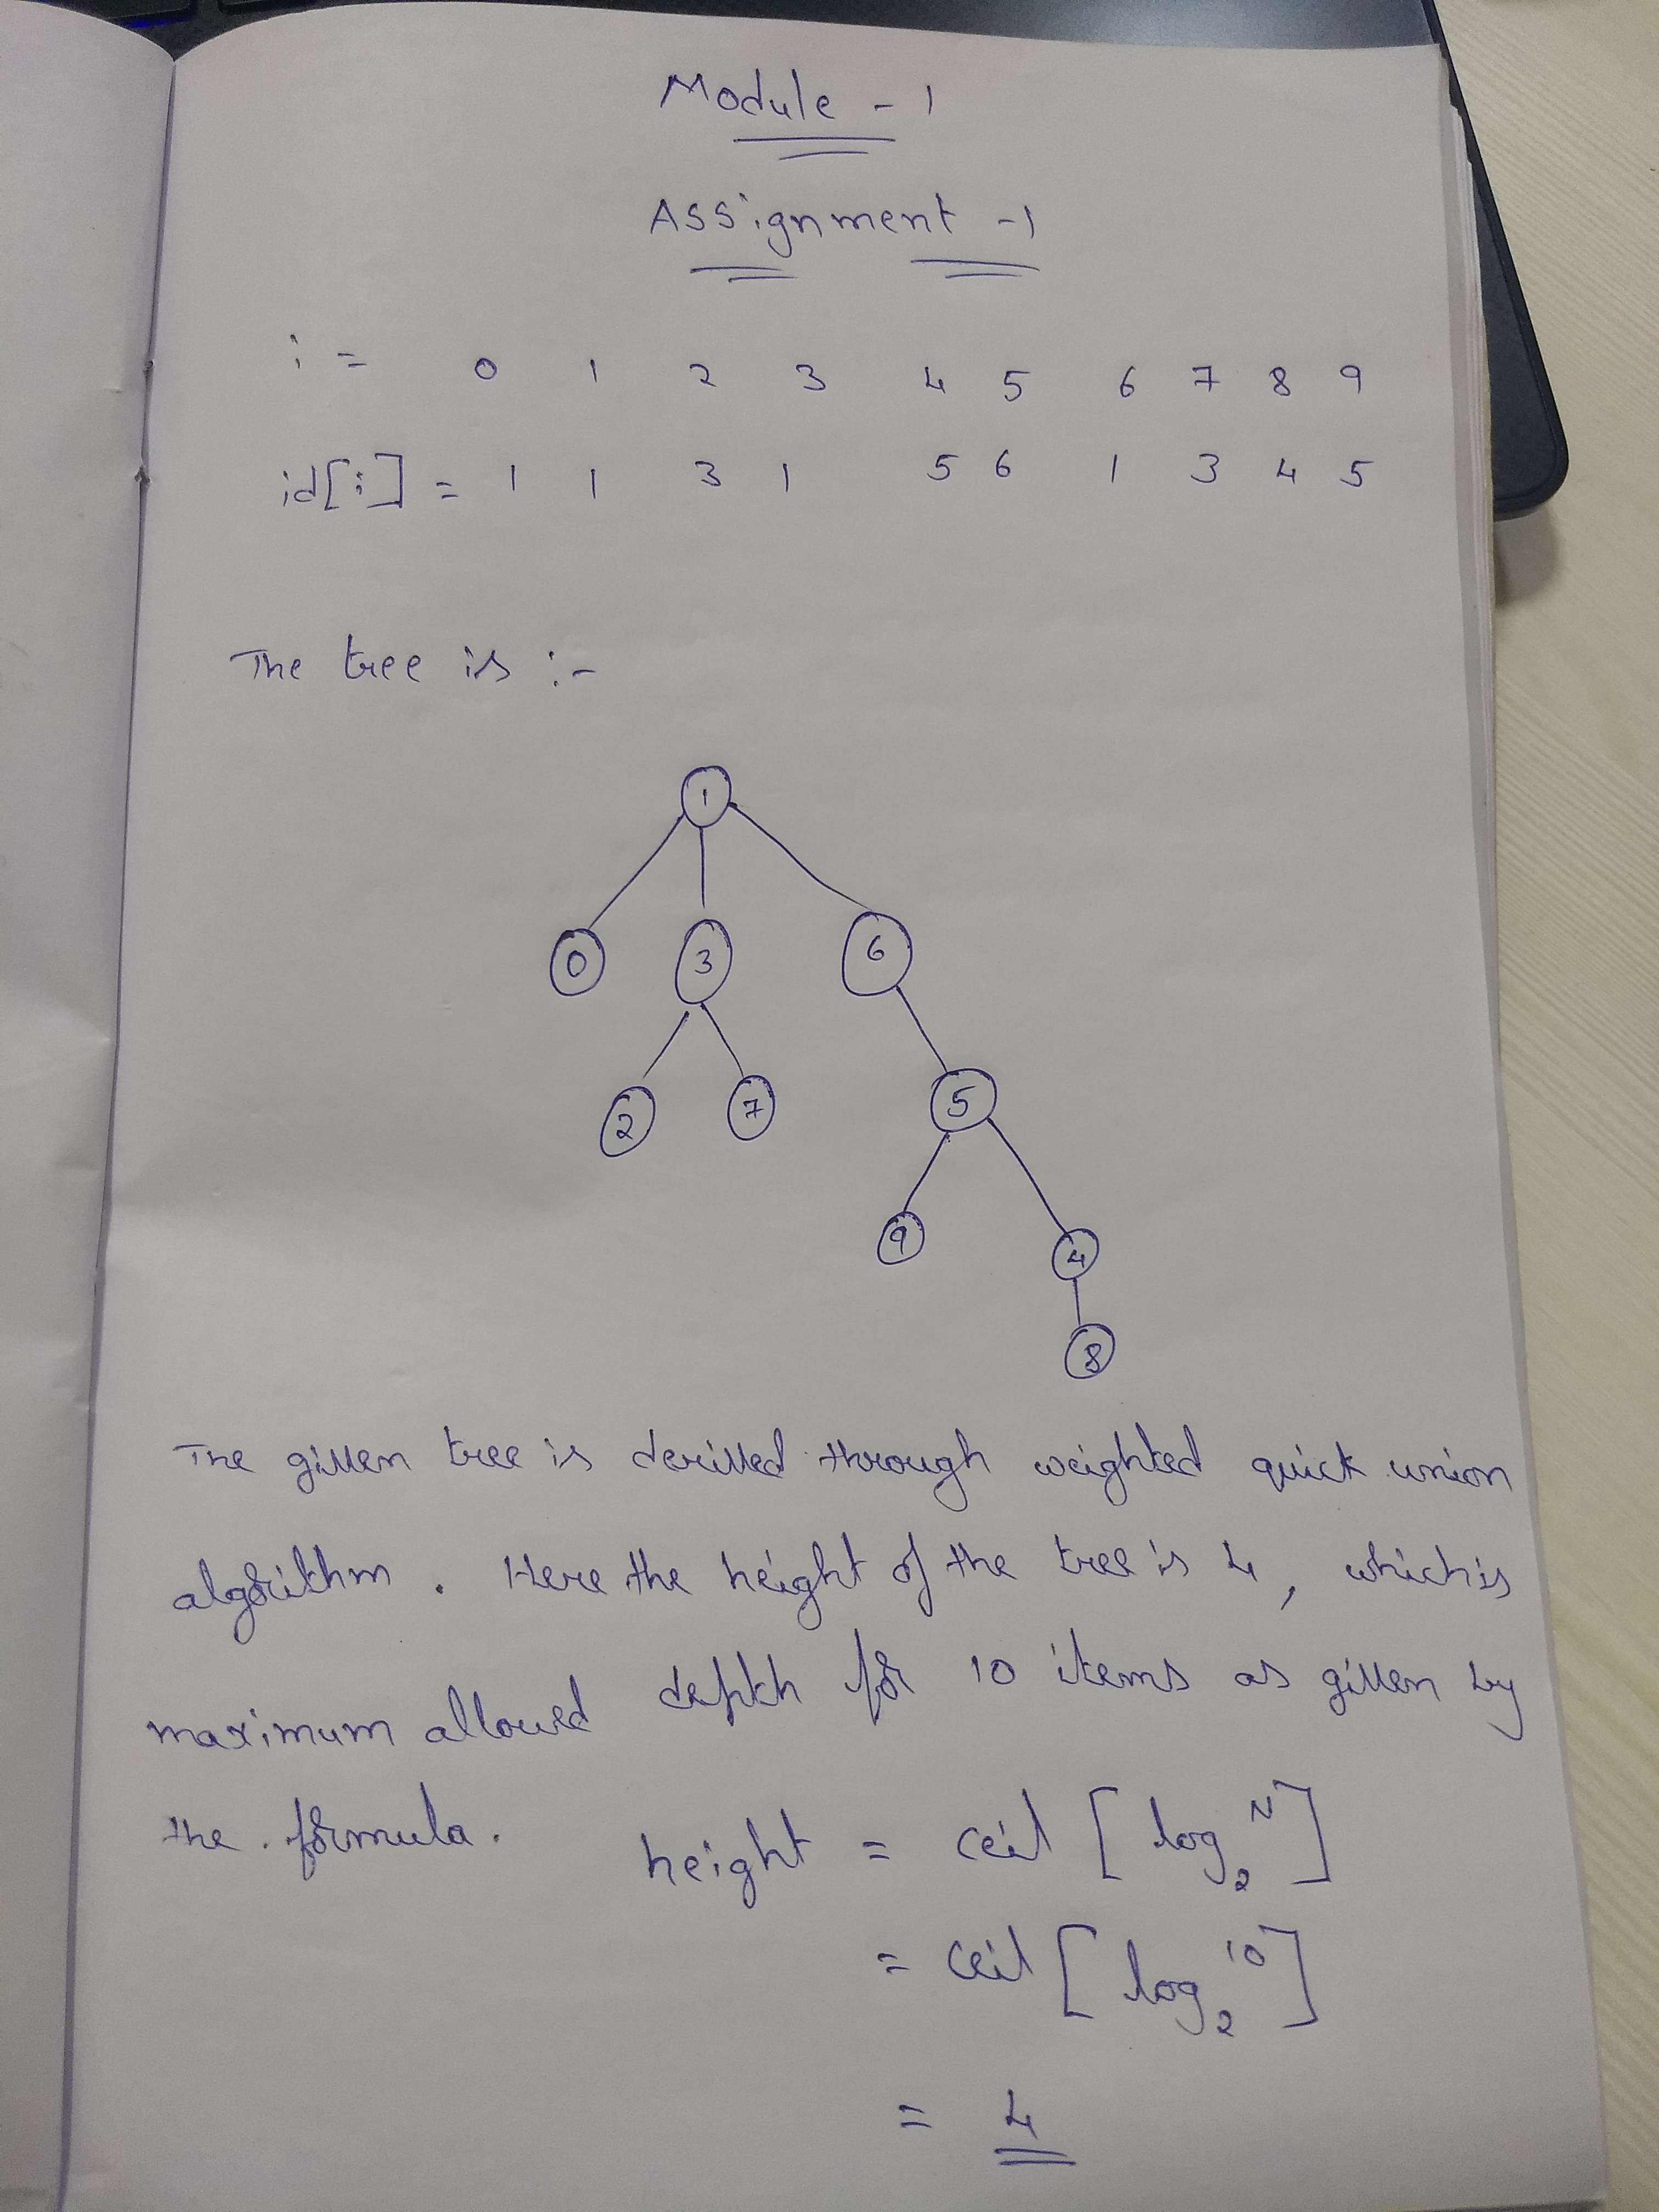 Module - 1
Assignment -1
i = 0 1 2 3 4 5 6 7 8 9
id[i] = 1 1 3 1 5 6 1 3 4 5
The tree is :-
1
0 3 6
2 7 5
9 4
8
The given tree is derived through weighted quick union
algorithm. Here the height of the tree is 4, which is
maximum allowed depth for 10 items as given by
the formula. height = ceil [log₂ᴺ]
= ceil [log₂¹⁰]
= 4